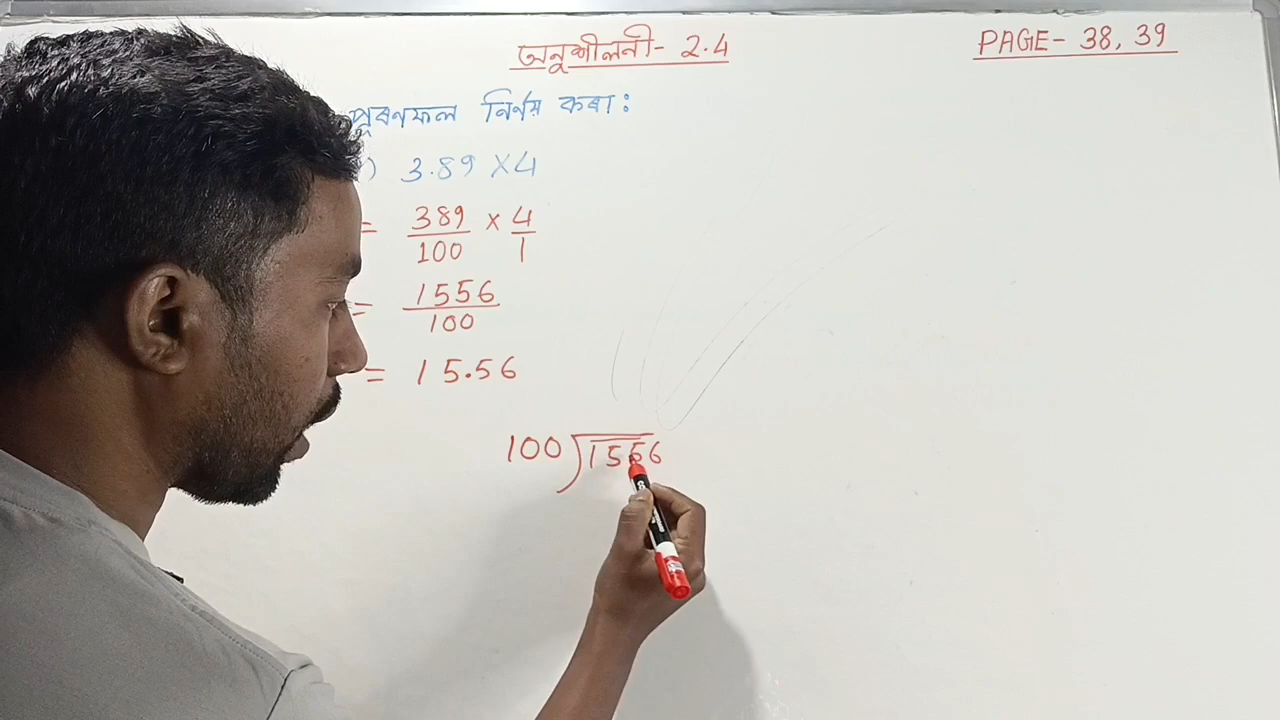 অনুশীলনী - 2.4
PAGE - 38, 39
পূৰণফল নিৰ্ণয় কৰা :
) 3.89 × 4
= 389/100 × 4/1
= 1556/100
= 15.56
100 ) 1556